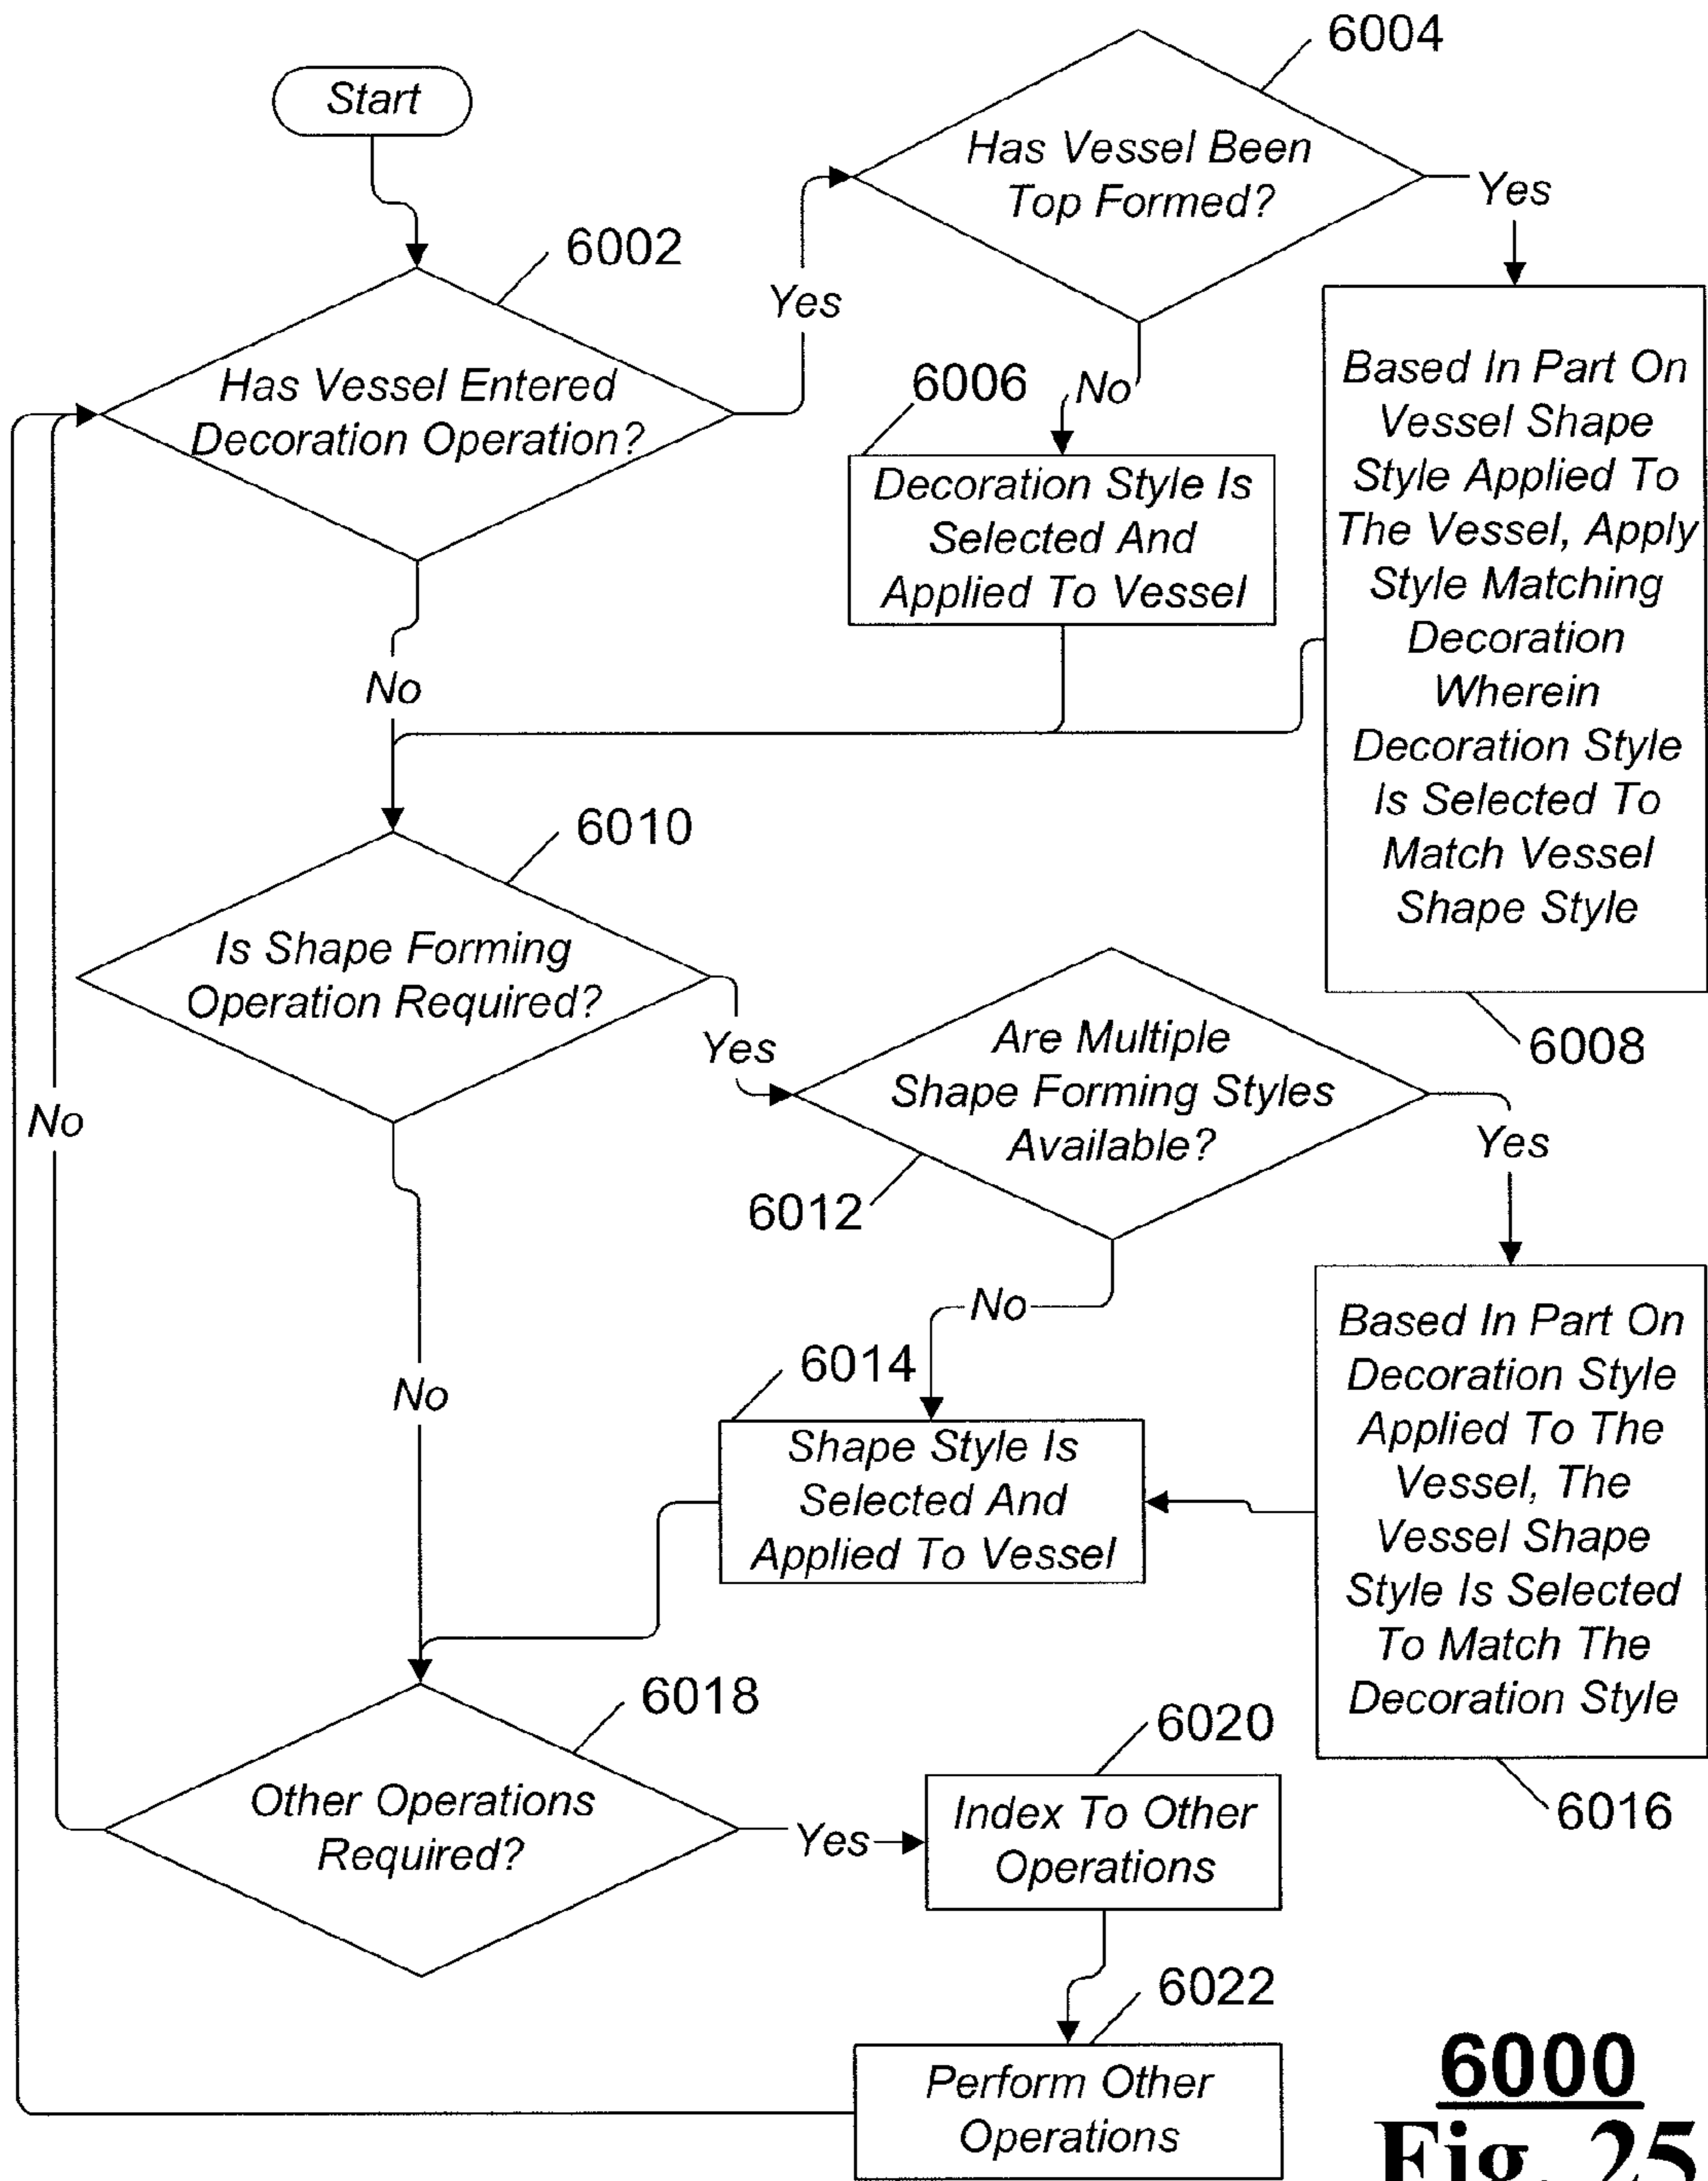 Start
6004
Has Vessel Been
Top Formed?
Yes
6002
Yes
Has Vessel Entered
Decoration Operation?
No
6006
Decoration Style Is
Selected And
Applied To Vessel
Based In Part On
Vessel Shape
Style Applied To
The Vessel, Apply
Style Matching
Decoration
Wherein
Decoration Style
Is Selected To
Match Vessel
Shape Style
6008
No
6010
Is Shape Forming
Operation Required?
Yes
Are Multiple
Shape Forming Styles
Available?
6012
Yes
No
No
No
6014
Shape Style Is
Selected And
Applied To Vessel
Based In Part On
Decoration Style
Applied To The
Vessel, The
Vessel Shape
Style Is Selected
To Match The
Decoration Style
6016
6018
Other Operations
Required?
Yes
6020
Index To Other
Operations
6022
Perform Other
Operations
6000
Fig. 25